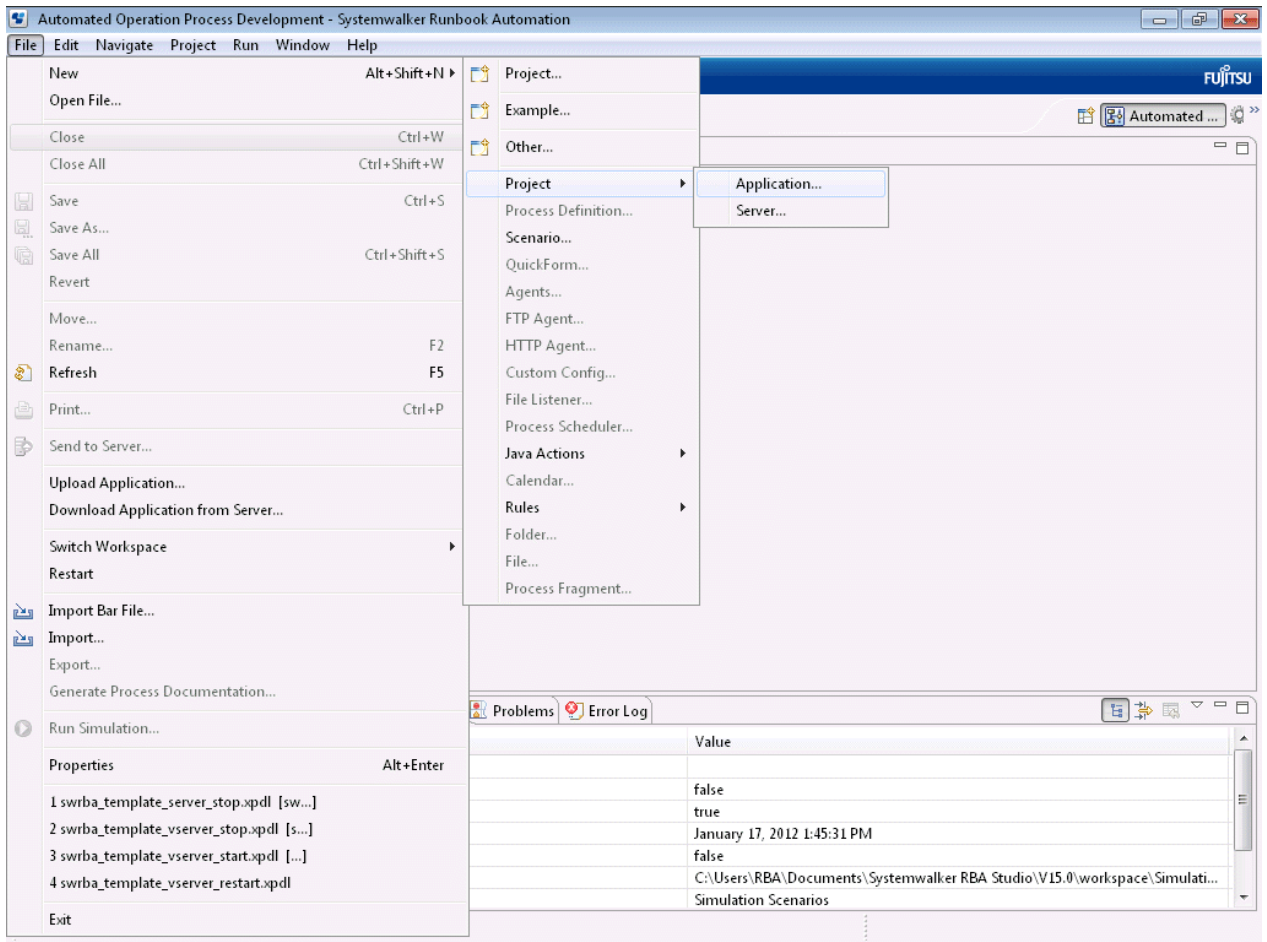 Automated Operation Process Development - Systemwalker Runbook Automation
File Edit Navigate Project Run Window Help
FUJITSU
Automated ...
New Alt+Shift+N
Open File...
Close Ctrl+W
Close All Ctrl+Shift+W
Save Ctrl+S
Save As...
Save All Ctrl+Shift+S
Revert
Move...
Rename... F2
Refresh F5
Print... Ctrl+P
Send to Server...
Upload Application...
Download Application from Server...
Switch Workspace
Restart
Import Bar File...
Import...
Export...
Generate Process Documentation...
Run Simulation...
Properties Alt+Enter
1 swrba_template_server_stop.xpdl [sw...]
2 swrba_template_vserver_stop.xpdl [s...]
3 swrba_template_vserver_start.xpdl [...]
4 swrba_template_vserver_restart.xpdl
Exit
Project...
Example...
Other...
Project
Process Definition...
Scenario...
QuickForm...
Agents...
FTP Agent...
HTTP Agent...
Custom Config...
File Listener...
Process Scheduler...
Java Actions
Calendar...
Rules
Folder...
File...
Process Fragment...
Application...
Server...
Problems Error Log
Value
false
true
January 17, 2012 1:45:31 PM
false
C:\Users\RBA\Documents\Systemwalker RBA Studio\V15.0\workspace\Simulati...
Simulation Scenarios